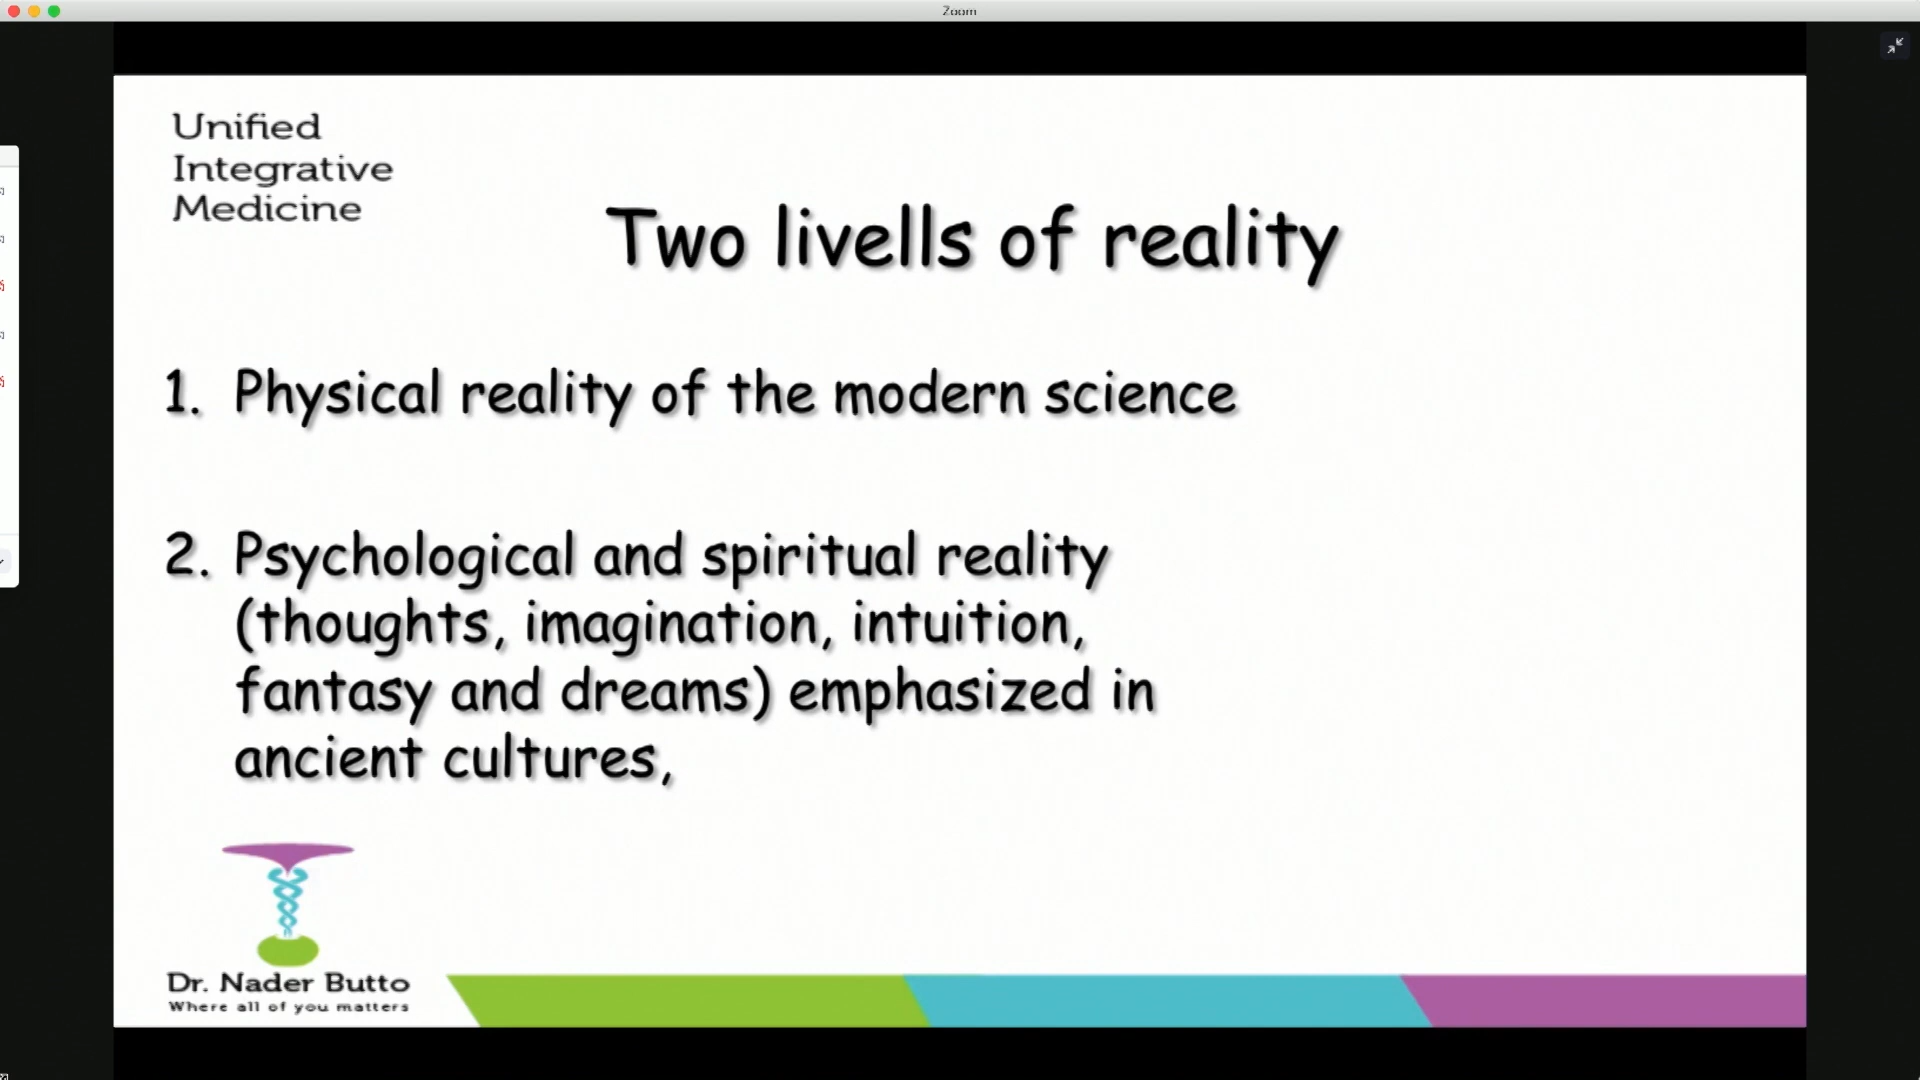 Zoom
Unified
Integrative
Medicine
Two livells of reality
1. Physical reality of the modern science
2. Psychological and spiritual reality
(thoughts, imagination, intuition,
fantasy and dreams) emphasized in
ancient cultures,
Dr. Nader Butto
Where all of you matters